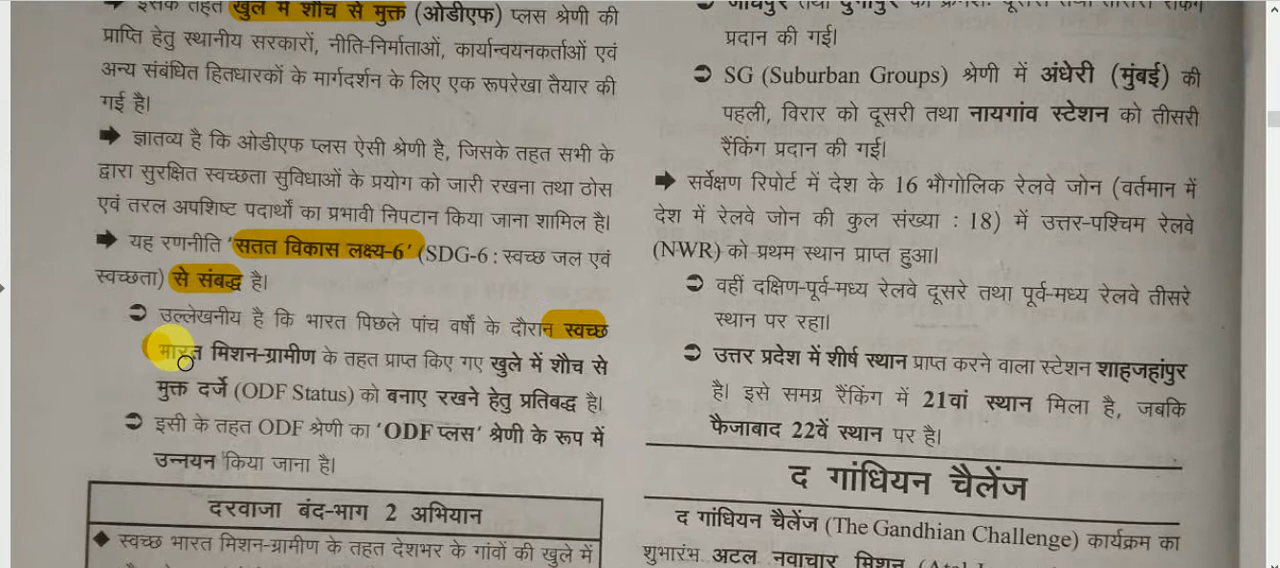 इसके तहत खुले में शौच से मुक्त (ओडीएफ) प्लस श्रेणी की
प्राप्ति हेतु स्थानीय सरकारों, नीति-निर्माताओं, कार्यान्वयनकर्ताओं एवं
अन्य संबंधित हितधारकों के मार्गदर्शन के लिए एक रूपरेखा तैयार की
गई है।
ज्ञातव्य है कि ओडीएफ प्लस ऐसी श्रेणी है, जिसके तहत सभी के
द्वारा सुरक्षित स्वच्छता सुविधाओं के प्रयोग को जारी रखना तथा ठोस
एवं तरल अपशिष्ट पदार्थों का प्रभावी निपटान किया जाना शामिल है।
यह रणनीति 'सतत विकास लक्ष्य-6' (SDG-6 : स्वच्छ जल एवं
स्वच्छता) से संबद्ध है।
उल्लेखनीय है कि भारत पिछले पांच वर्षों के दौरान स्वच्छ
भारत मिशन-ग्रामीण के तहत प्राप्त किए गए खुले में शौच से
मुक्त दर्जे (ODF Status) को बनाए रखने हेतु प्रतिबद्ध है।
इसी के तहत ODF श्रेणी का 'ODF प्लस' श्रेणी के रूप में
उन्नयन किया जाना है।
दरवाजा बंद-भाग 2 अभियान
स्वच्छ भारत मिशन-ग्रामीण के तहत देशभर के गांवों की खुले में
जोधपुर तथा दुर्गापुर को क्रमशः दूसरी तथा तीसरी रैंकिंग
प्रदान की गई।
SG (Suburban Groups) श्रेणी में अंधेरी (मुंबई) की
पहली, विरार को दूसरी तथा नायगांव स्टेशन को तीसरी
रैंकिंग प्रदान की गई।
सर्वेक्षण रिपोर्ट में देश के 16 भौगोलिक रेलवे जोन (वर्तमान में
देश में रेलवे जोन की कुल संख्या : 18) में उत्तर-पश्चिम रेलवे
(NWR) को प्रथम स्थान प्राप्त हुआ।
वहीं दक्षिण-पूर्व-मध्य रेलवे दूसरे तथा पूर्व-मध्य रेलवे तीसरे
स्थान पर रहा।
उत्तर प्रदेश में शीर्ष स्थान प्राप्त करने वाला स्टेशन शाहजहांपुर
है। इसे समग्र रैंकिंग में 21वां स्थान मिला है, जबकि
फैजाबाद 22वें स्थान पर है।
द गांधियन चैलेंज
द गांधियन चैलेंज (The Gandhian Challenge) कार्यक्रम का
शुभारंभ अटल नवाचार मिशन